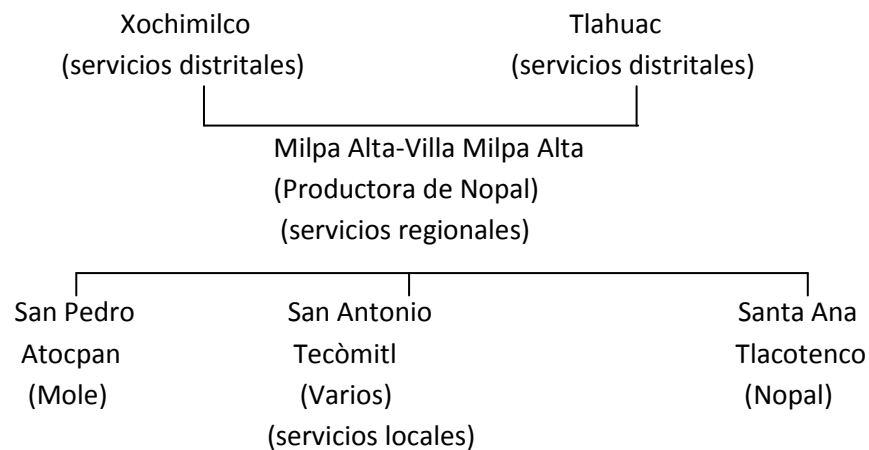 Xochimilco Tlahuac
(servicios distritales) (servicios distritales)
Milpa Alta-Villa Milpa Alta
(Productora de Nopal)
(servicios regionales)
San Pedro San Antonio Santa Ana
Atocpan Tecòmitl Tlacotenco
(Mole) (Varios) (Nopal)
(servicios locales)